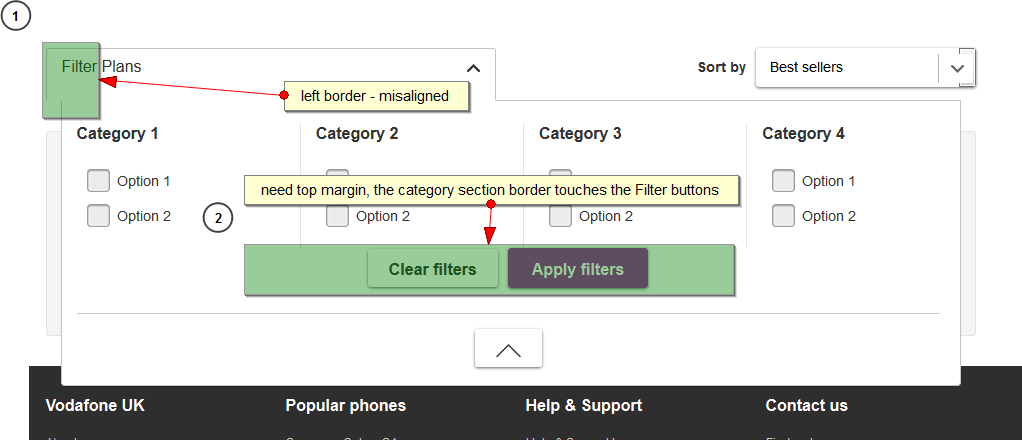 1
Filter Plans
Sort by Best sellers
left border - misaligned
Category 1 Category 2 Category 3 Category 4
Option 1 Option 1
need top margin, the category section border touches the Filter buttons
Option 2 2 Option 2 Option 2 Option 2
Clear filters Apply filters
Vodafone UK Popular phones Help & Support Contact us